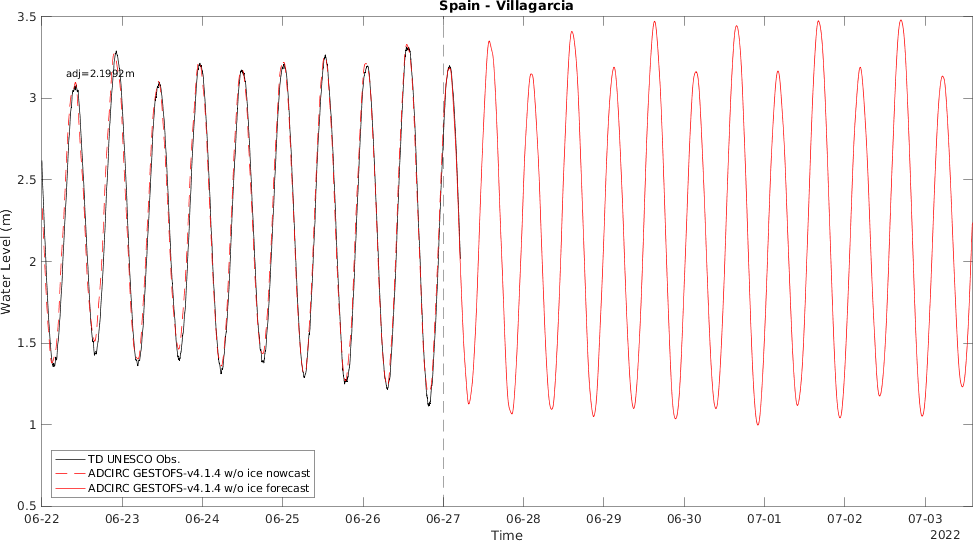 Spain - Villagarcia
3.5
3
2.5
2
1.5
1
0.5
Water Level (m)
adj=2.1992m
TD UNESCO Obs.
ADCIRC GESTOFS-v4.1.4 w/o ice nowcast
ADCIRC GESTOFS-v4.1.4 w/o ice forecast
06-22 06-23 06-24 06-25 06-26 06-27 06-28 06-29 06-30 07-01 07-02 07-03
Time
2022